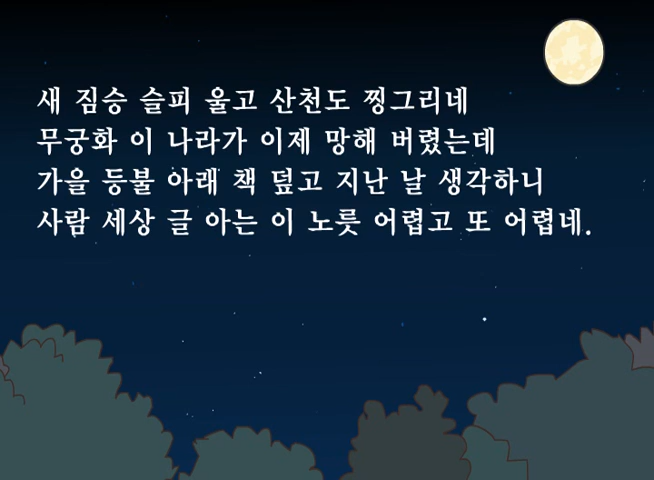 새 짐승 슬피 울고 산천도 찡그리네
무궁화 이 나라가 이제 망해 버렸는데
가을 등불 아래 책 덮고 지난 날 생각하니
사람 세상 글 아는 이 노릇 어렵고 또 어렵네.